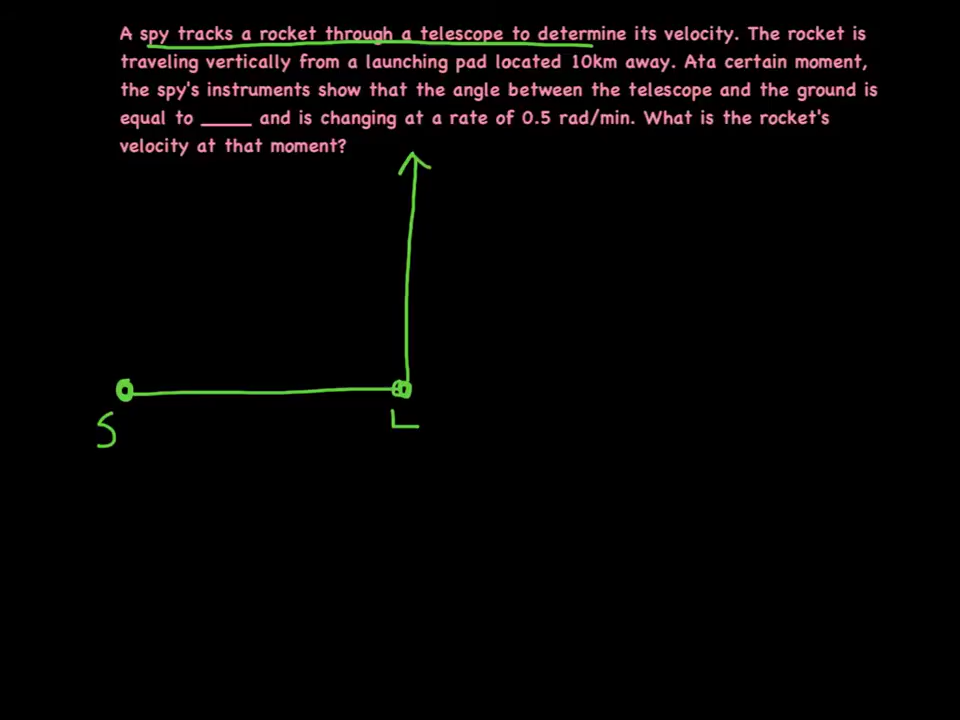 A spy tracks a rocket through a telescope to determine its velocity. The rocket is
traveling vertically from a launching pad located 10km away. Ata certain moment,
the spy's instruments show that the angle between the telescope and the ground is
equal to _____ and is changing at a rate of 0.5 rad/min. What is the rocket's
velocity at that moment?
S
L